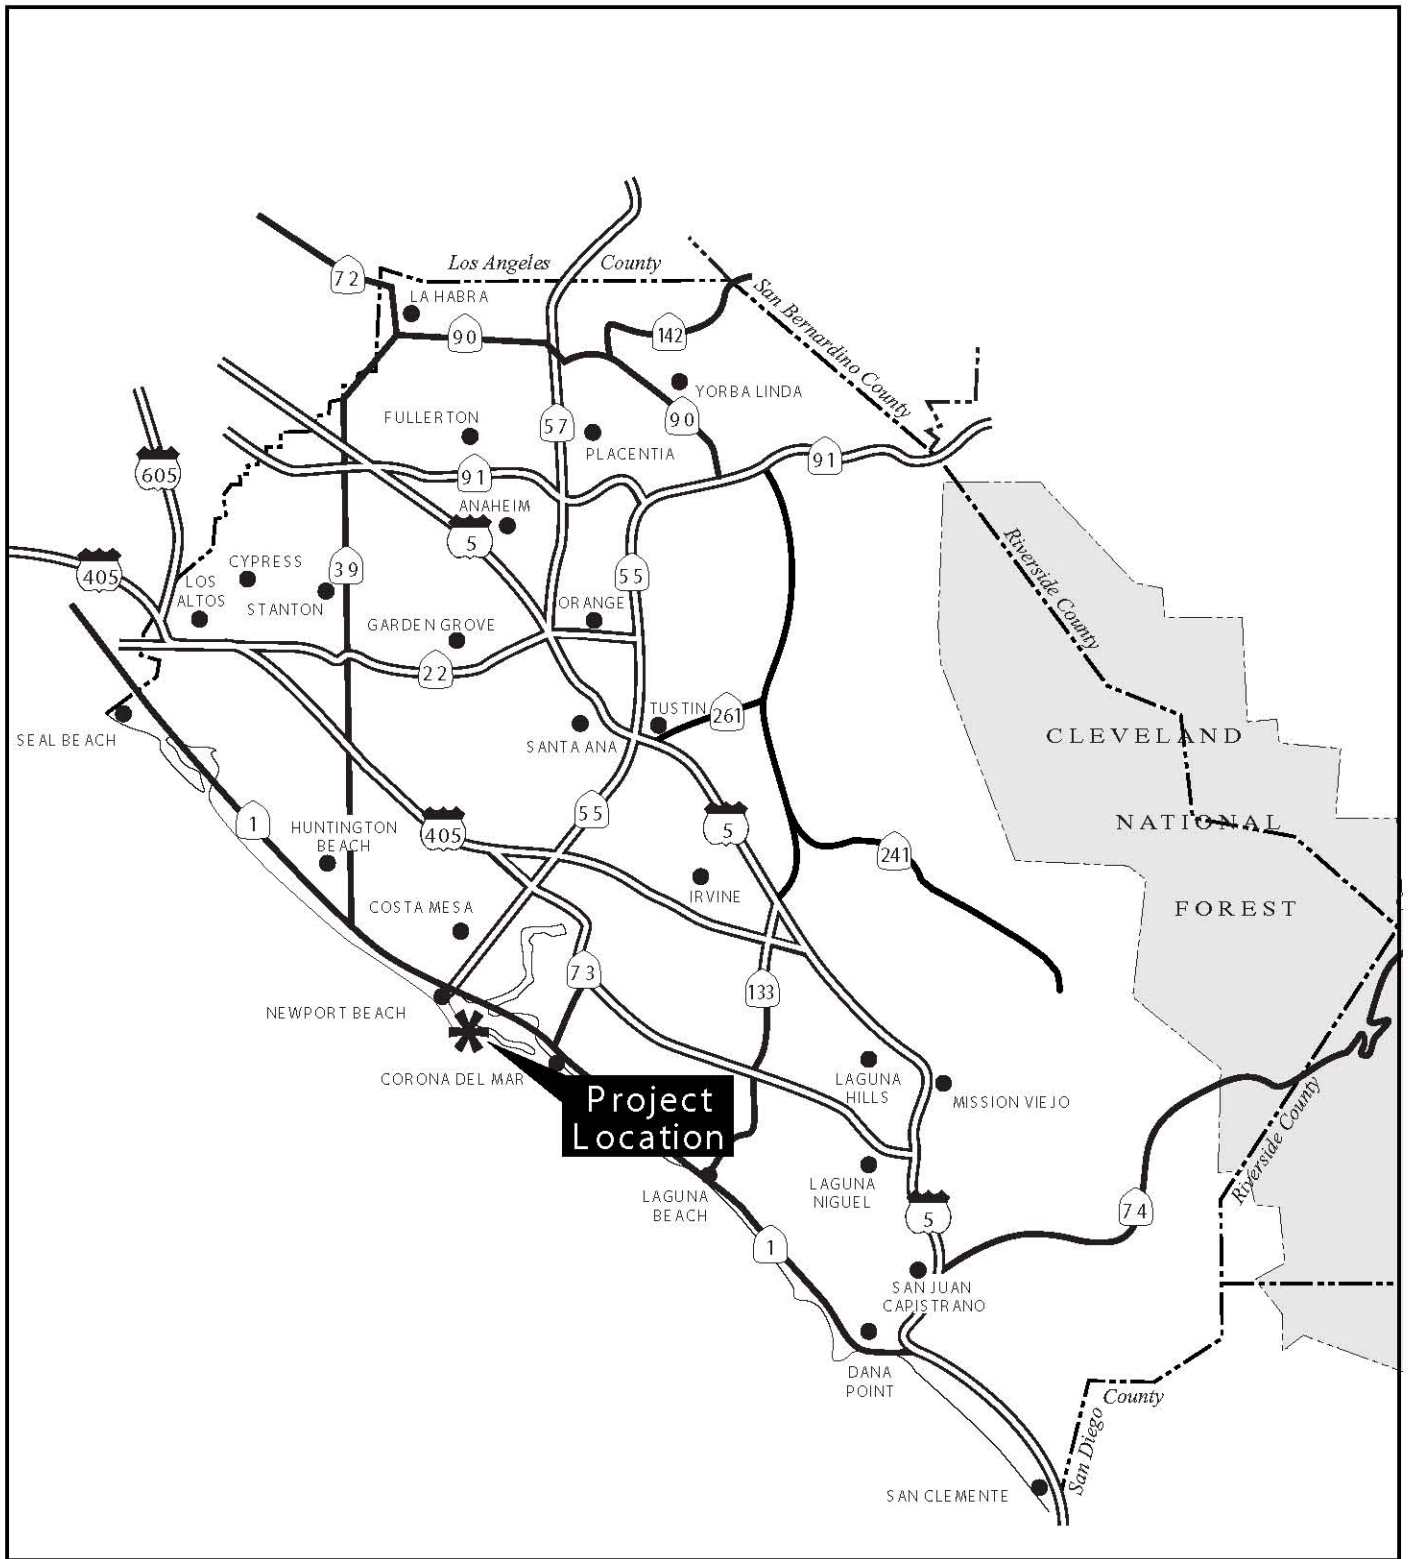 Los Angeles County
72
LA HABRA
San Bernardino County
90
142
YORBA LINDA
FULLERTON
57
90
PLACENTIA
91
605
91
ANAHEIM
5
Riverside County
405
CYPRESS
39
55
LOS
ALTOS
STANTON
ORANGE
GARDEN GROVE
22
TUSTIN
261
SEAL BEACH
SANTA ANA
CLEVELAND
NATIONAL
FOREST
1
55
HUNTINGTON
BEACH
405
5
241
IRVINE
COSTA MESA
73
133
NEWPORT BEACH
CORONA DEL MAR
Project
Location
LAGUNA
HILLS
MISSION VIEJO
Riverside County
LAGUNA
NIGUEL
LAGUNA
BEACH
5
74
1
SAN JUAN
CAPISTRANO
DANA
POINT
San Diego County
SAN CLEMENTE